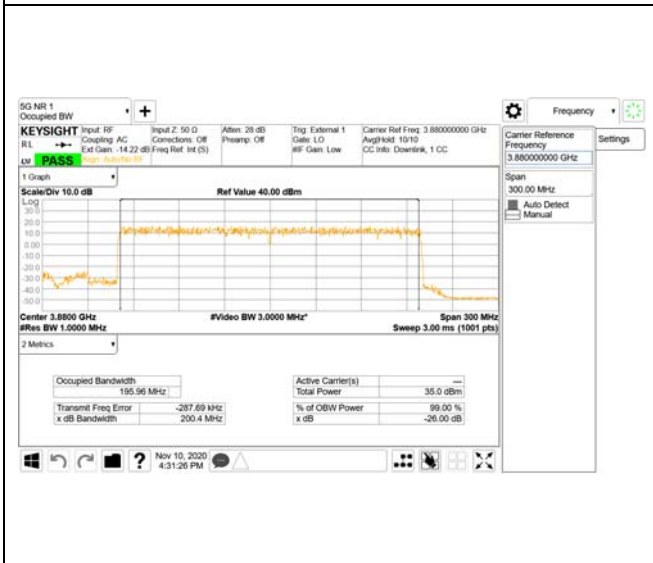 5G NR 1
Occupied BW
Frequency
KEYSIGHT
Input: RF
Coupling: AC
Ext Gain: -14.22 dB
Align: Auto/No RF
Input Z: 50 Ω
Corrections: Off
Freq Ref: Int (S)
Atten: 28 dB
Preamp: Off
Trig: External 1
Gate: LO
#IF Gain: Low
Carrier Ref Freq: 3.880000000 GHz
Avg|Hold: 10/10
CC Info: Downlink, 1 CC
RL
PASS
Carrier Reference
Frequency
3.880000000 GHz
Settings
Span
300.00 MHz
Auto Detect
Manual
1 Graph
Scale/Div 10.0 dB
Ref Value 40.00 dBm
Log
30.0
20.0
10.0
0.00
-10.0
-20.0
-30.0
-40.0
-50.0
Center 3.8800 GHz
#Video BW 3.0000 MHz*
Span 300 MHz
#Res BW 1.0000 MHz
Sweep 3.00 ms (1001 pts)
2 Metrics
Occupied Bandwidth
195.96 MHz
Active Carrier(s) ---
Total Power 35.0 dBm
Transmit Freq Error -287.69 kHz
x dB Bandwidth 200.4 MHz
% of OBW Power 99.00 %
x dB -26.00 dB
Nov 10, 2020
4:31:26 PM